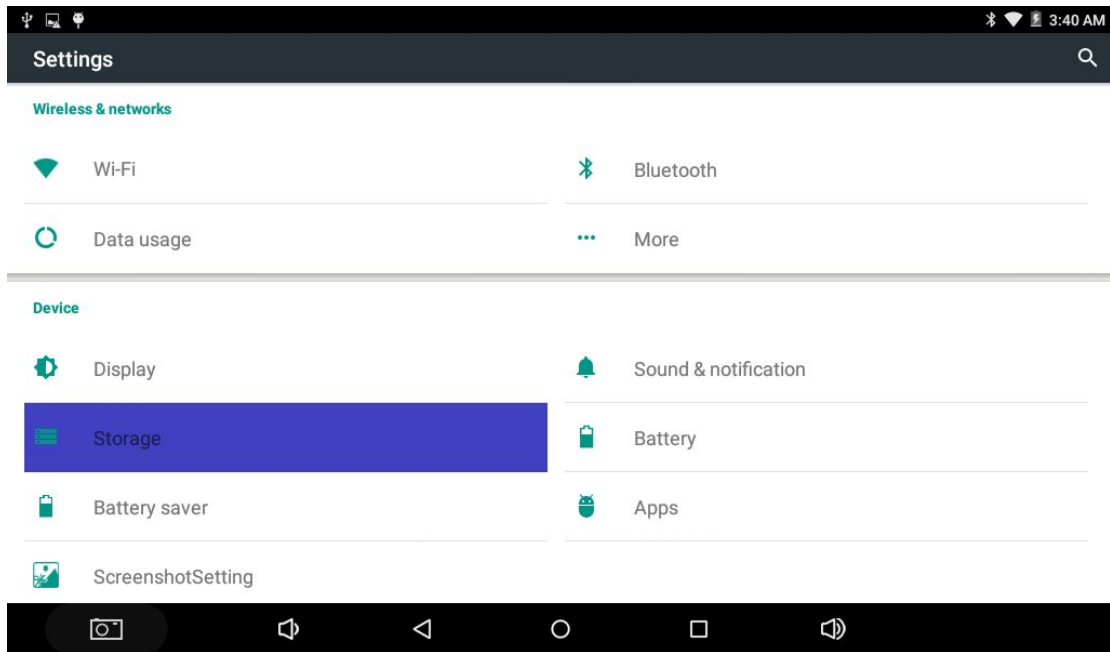 3:40 AM
Settings
Wireless & networks
Wi-Fi
Bluetooth
Data usage
More
Device
Display
Sound & notification
Storage
Battery
Battery saver
Apps
ScreenshotSetting